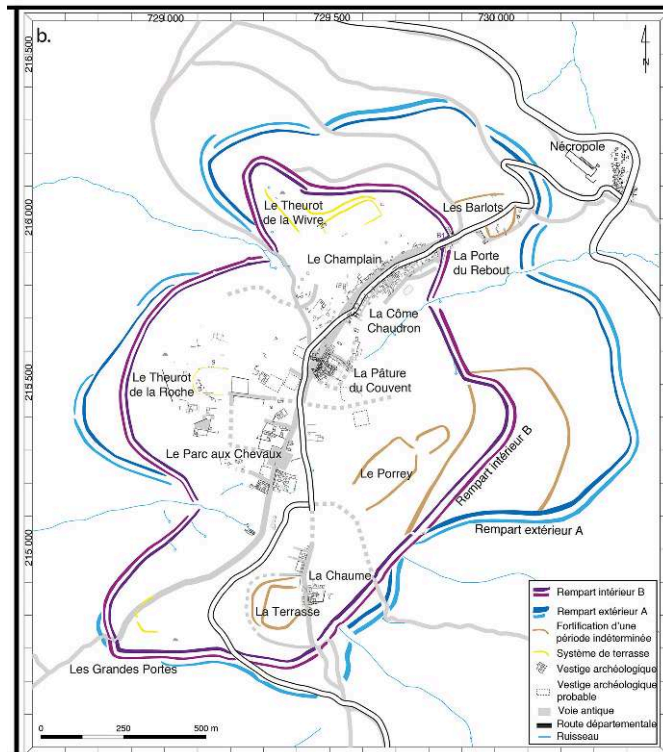 b.
729 000
729 500
730 000
216 500
216 000
215 500
215 000
N
Nécropole
Le Theurot
de la Wivre
Les Barlots
Le Champlain
La Porte
du Rebout
La Côme
Chaudron
La Pâture
du Couvent
Le Theurot
de la Roche
Le Parc aux Chevaux
Le Porrey
Rempart intérieur B
Rempart extérieur A
La Chaume
La Terrasse
Les Grandes Portes
0 250 500 m
Rempart intérieur B
Rempart extérieur A
Fortification d'une
période indéterminée
Système de terrasse
Vestige archéologique
Vestige archéologique
probable
Voie antique
Route départementale
Ruisseau